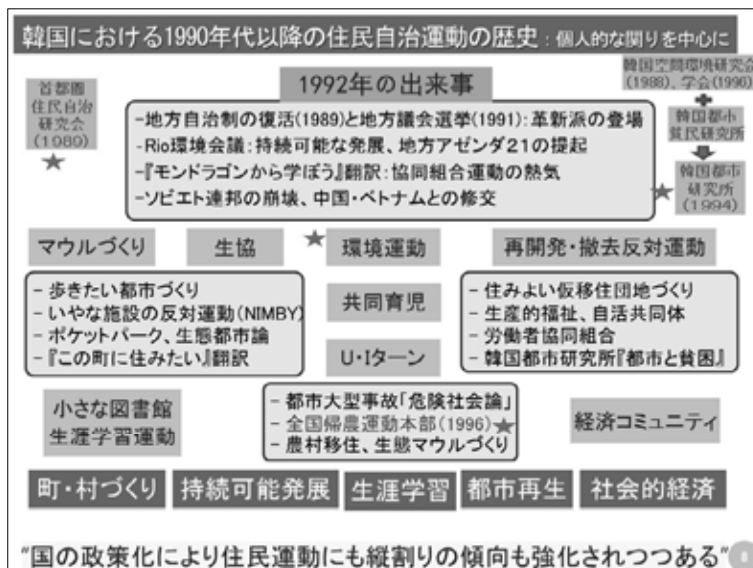 韓国における1990年代以降の住民自治運動の歴史：個人的な関りを中心に
首都圏
住民自治
研究会
(1989)
1992年の出来事
韓国空間環境研究会
(1988)、学会(1996)
韓国都市
貧民研究所
韓国都市
研究所
(1994)
-地方自治制の復活(1989)と地方議会選挙(1991)：革新派の登場
-Rio環境会議：持続可能な発展、地方アゼンダ21の提起
-『モンドラゴンから学ぼう』翻訳：協同組合運動の熱気
-ソビエト連邦の崩壊、中国・ベトナムとの修交
マウルづくり
生協
環境運動
再開発・撤去反対運動
- 歩きたい都市づくり
- いやな施設の反対運動(NIMBY)
- ポケットパーク、生態都市論
- 『この町に住みたい』翻訳
共同育児
U・Iターン
- 住みよい仮移住団地づくり
- 生産的福祉、自活共同体
- 労働者協同組合
- 韓国都市研究所『都市と貧困』
小さな図書館
生涯学習運動
- 都市大型事故「危険社会論」
- 全国帰農運動本部(1996)
- 農村移住、生態マウルづくり
経済コミュニティ
町・村づくり
持続可能発展
生涯学習
都市再生
社会的経済
"国の政策化により住民運動にも縦割りの傾向も強化されつつある"